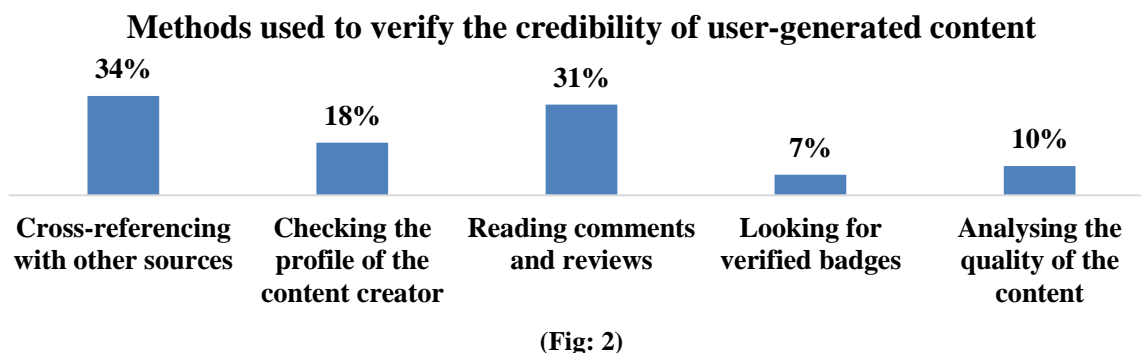 Methods used to verify the credibility of user-generated content
34%
18%
31%
7%
10%
Cross-referencing
with other sources
Checking the
profile of the
content creator
Reading comments
and reviews
Looking for
verified badges
Analysing the
quality of the
content
(Fig: 2)